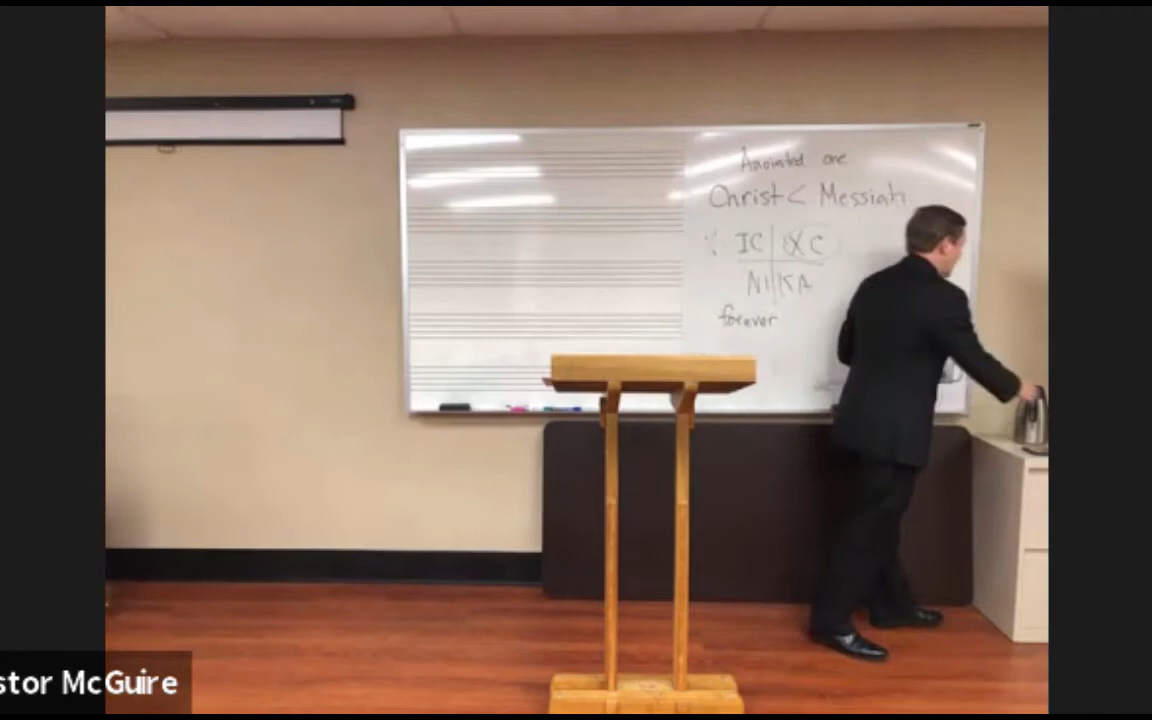 Anointed one
Christ < Messiah
IC XC
NI KA
forever
stor McGuire